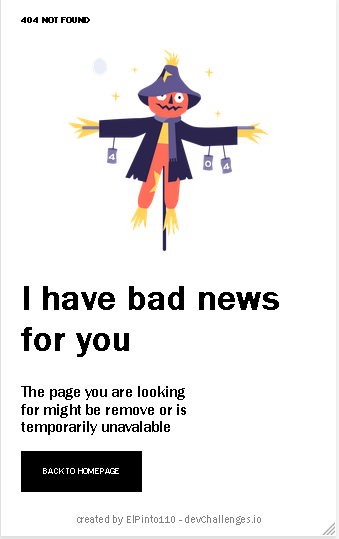 404 NOT FOUND
4
0
4
I have bad news
for you
The page you are looking
for might be remove or is
temporarily unavalable
BACK TO HOMEPAGE
created by ElPinto110 - devChallenges.io